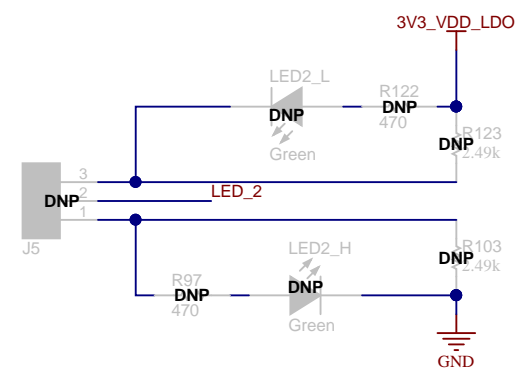 3V3_VDD_LDO
LED2_L
R122
DNP
DNP
470
R123
DNP
2.49k
Green
3
DNP
2
LED_2
1
J5
LED2_H
R103
DNP
2.49k
R97
DNP
DNP
470
Green
GND